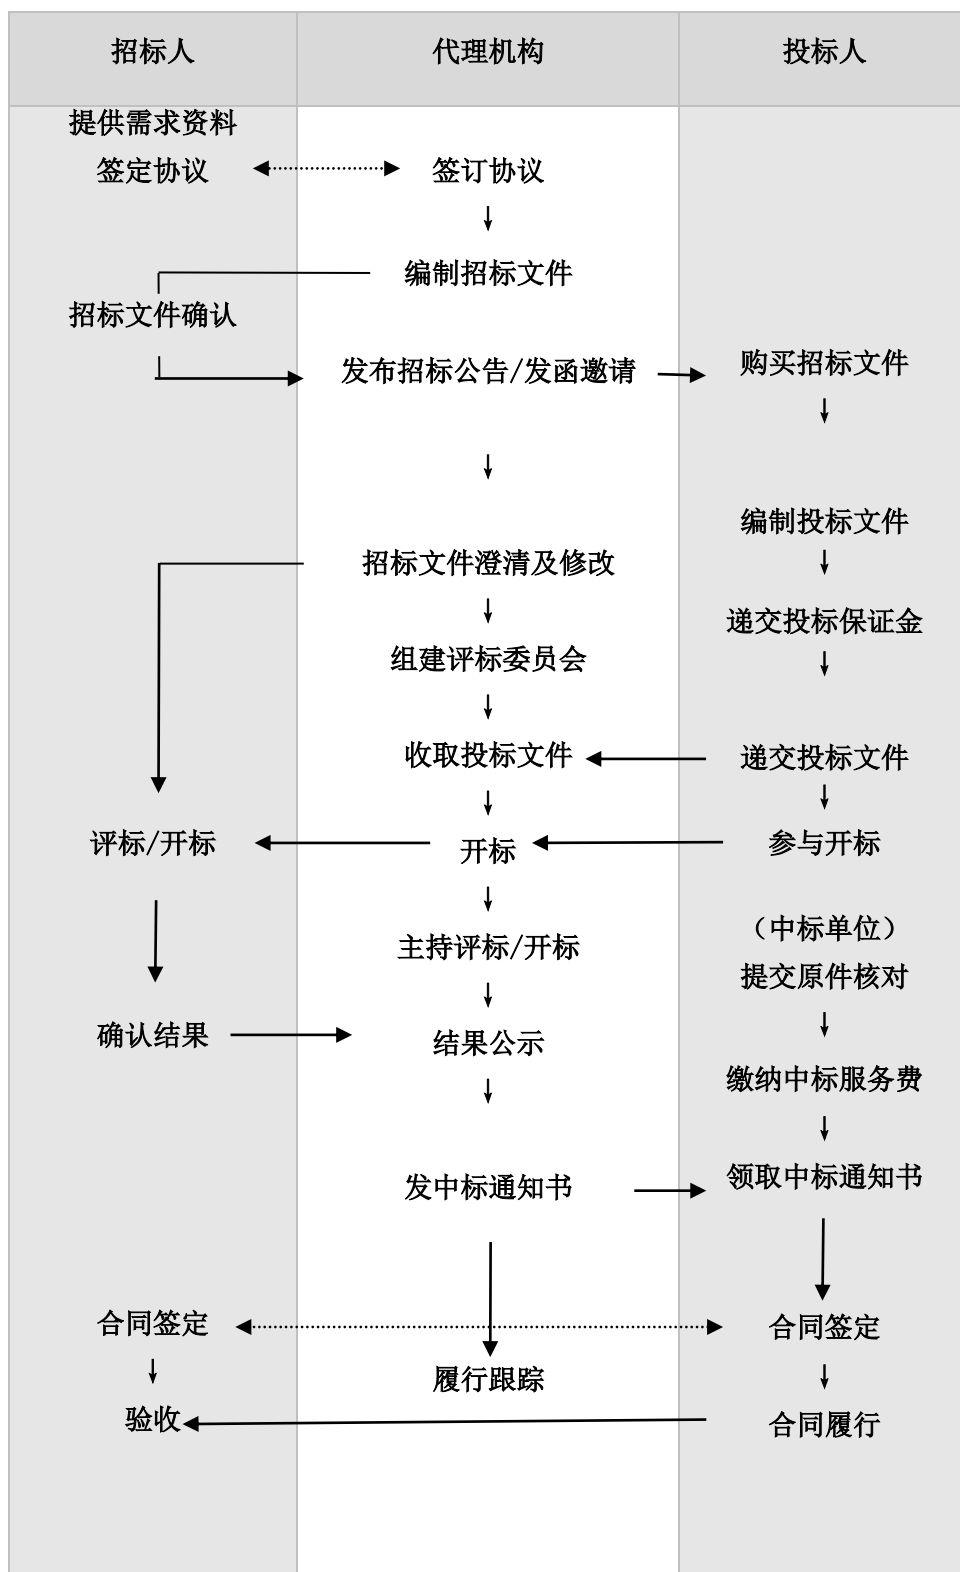 招标人
代理机构
投标人
提供需求资料
签定协议
签订协议
编制招标文件
招标文件确认
发布招标公告/发函邀请
购买招标文件
编制投标文件
招标文件澄清及修改
递交投标保证金
组建评标委员会
收取投标文件
递交投标文件
评标/开标
开标
参与开标
（中标单位）
主持评标/开标
提交原件核对
确认结果
结果公示
缴纳中标服务费
发中标通知书
领取中标通知书
合同签定
合同签定
履行跟踪
验收
合同履行